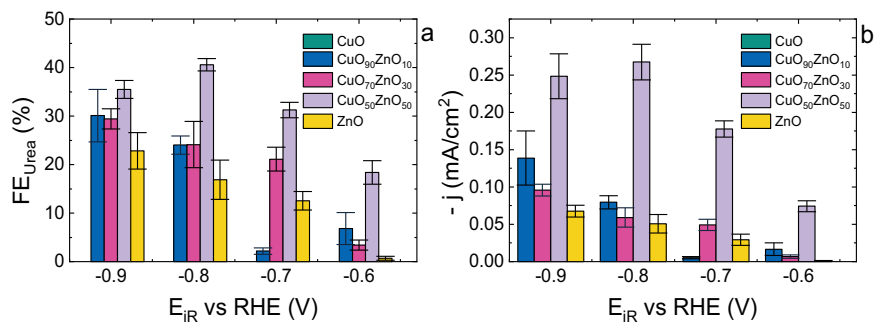 a
FE_Urea (%)
50
40
30
20
10
0
CuO
CuO₉₀ZnO₁₀
CuO₇₀ZnO₃₀
CuO₅₀ZnO₅₀
ZnO
-0.9 -0.8 -0.7 -0.6
E_iR vs RHE (V)
b
- j (mA/cm²)
0.30
0.25
0.20
0.15
0.10
0.05
0.00
CuO
CuO₉₀ZnO₁₀
CuO₇₀ZnO₃₀
CuO₅₀ZnO₅₀
ZnO
-0.9 -0.8 -0.7 -0.6
E_iR vs RHE (V)